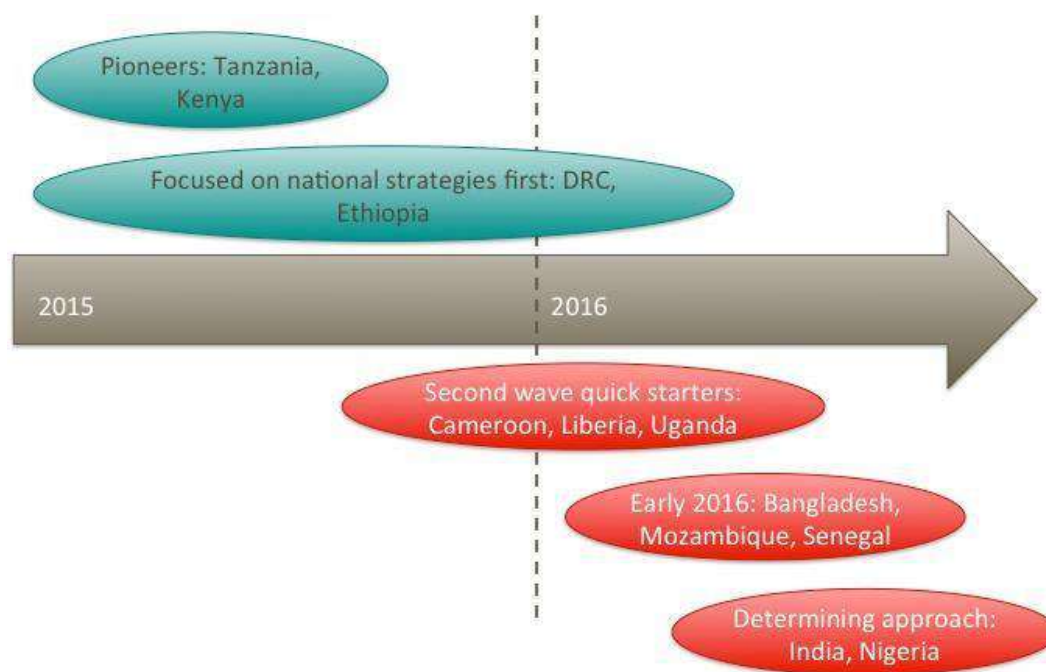 Pioneers: Tanzania,
Kenya
Focused on national strategies first: DRC,
Ethiopia
2015
2016
Second wave quick starters:
Cameroon, Liberia, Uganda
Early 2016: Bangladesh,
Mozambique, Senegal
Determining approach:
India, Nigeria